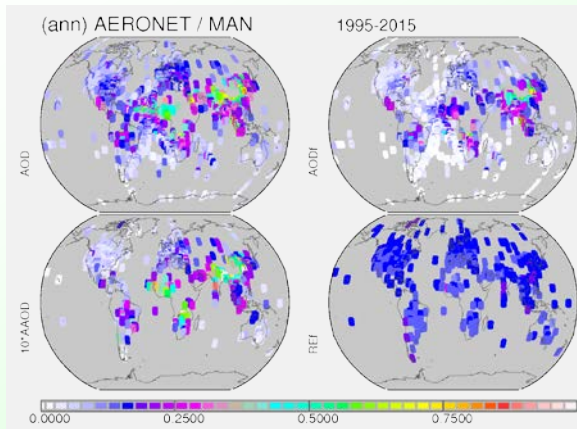 (ann) AERONET / MAN 1995-2015
AOD
AODf
10*AAOD
REf
0.0000 0.2500 0.5000 0.7500